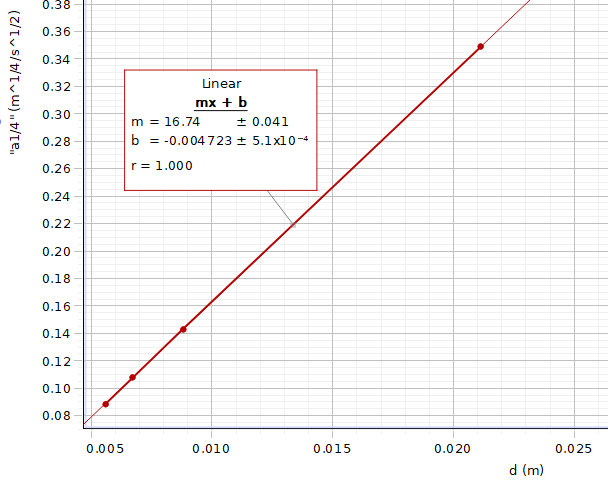 "a1/4" (m^1/4/s^1/2)
0.38
0.36
0.34
0.32
0.30
0.28
0.26
0.24
0.22
0.20
0.18
0.16
0.14
0.12
0.10
0.08
Linear
mx + b
m = 16.74 ± 0.041
b = -0.004723 ± 5.1x10⁻⁴
r = 1.000
0.005 0.010 0.015 0.020 0.025
d (m)